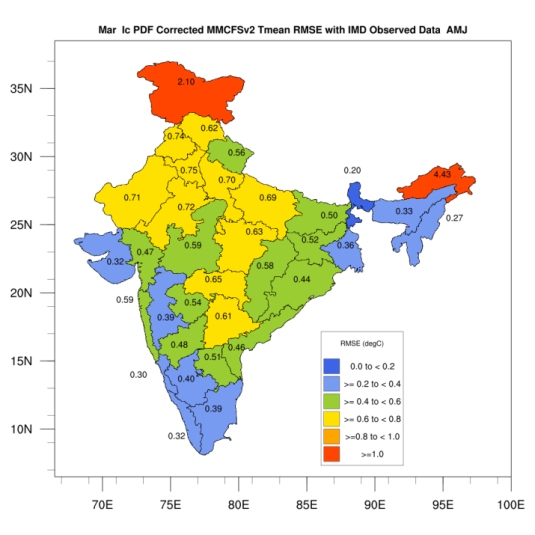 Mar Ic PDF Corrected MMCFSv2 Tmean RMSE with IMD Observed Data AMJ
35N
2.10
0.62
0.74
30N
0.56
0.75
0.20
0.70
4.43
0.71
0.69
0.72
0.50
0.33
0.27
25N
0.63
0.52
0.59
0.36
0.47
0.32
0.58
0.65
0.44
20N
0.59
0.54
0.39
0.61
0.48
0.46
0.51
15N
0.30
0.40
0.39
0.32
10N
RMSE (degC)
0.0 to < 0.2
>= 0.2 to < 0.4
>= 0.4 to < 0.6
>= 0.6 to < 0.8
>=0.8 to < 1.0
>=1.0
70E 75E 80E 85E 90E 95E 100E